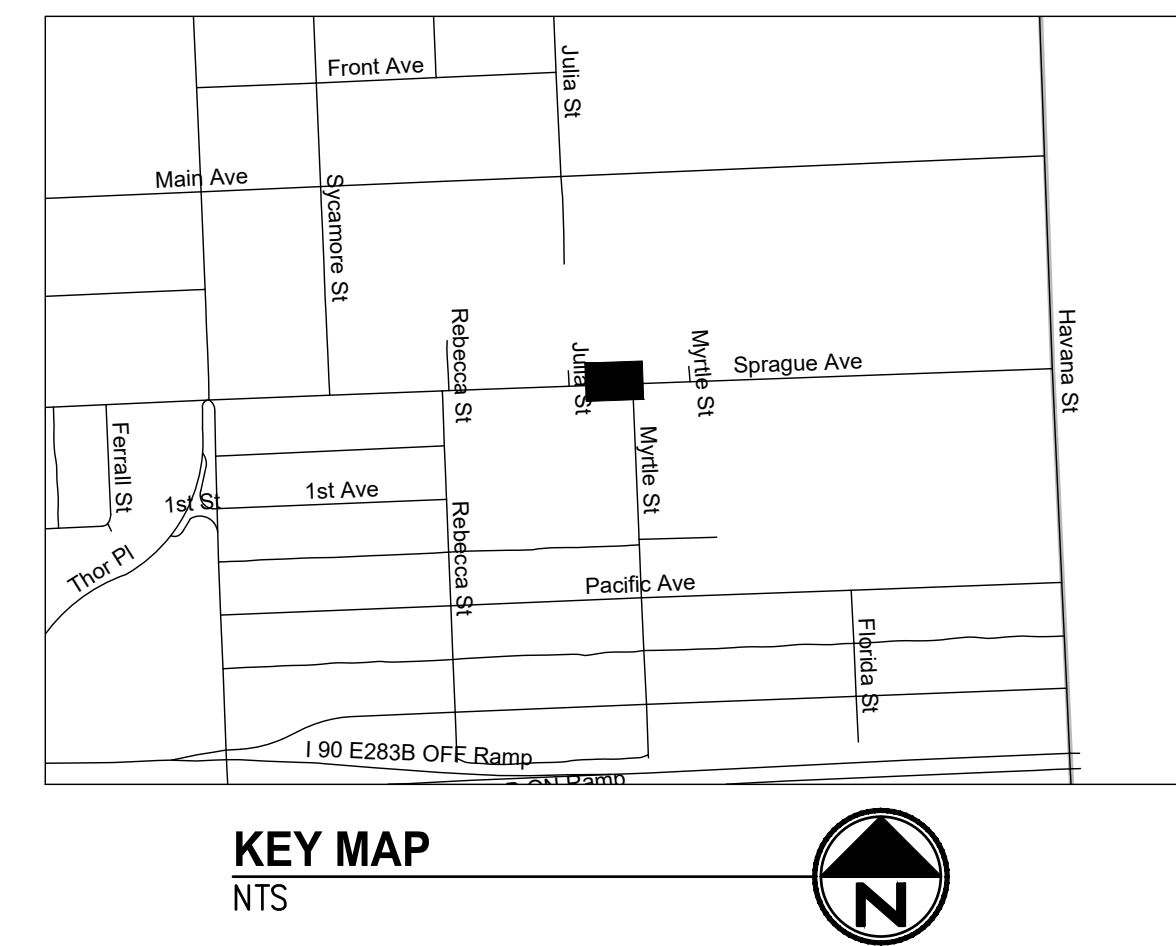 Front Ave
Julia St
Main Ave
Sycamore St
Rebecca St
Julia St
Myrtle St
Sprague Ave
Havana St
Ferrall St
1st St
1st Ave
Myrtle St
Rebecca St
Thor Pl
Pacific Ave
Florida St
I 90 E283B OFF Ramp
ON Ramp
KEY MAP
NTS
N